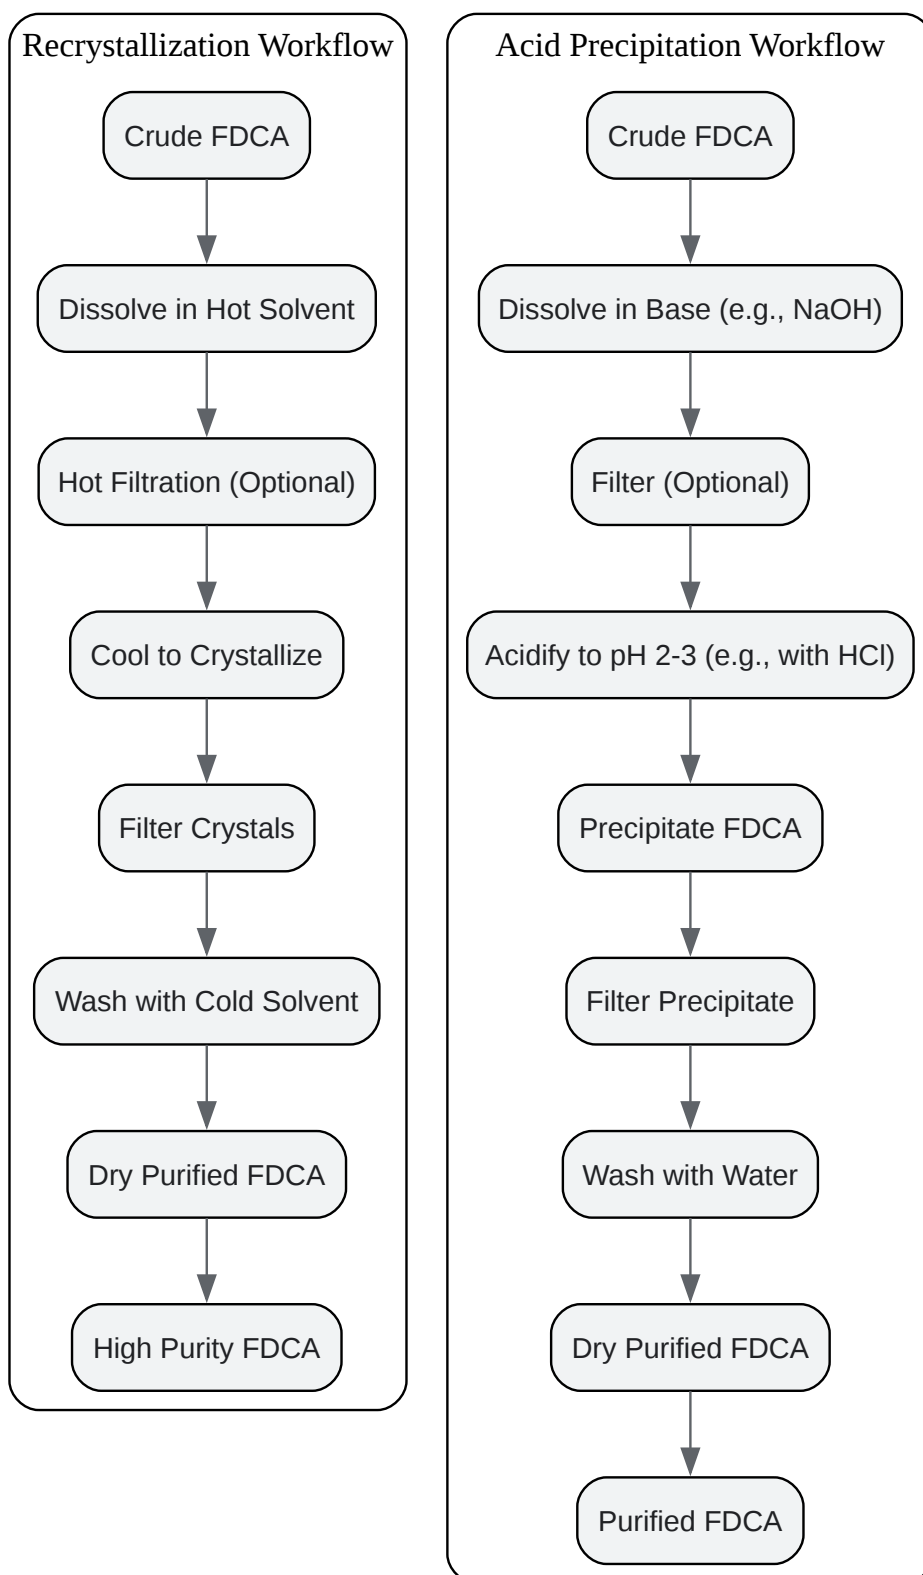 Recrystallization Workflow
Crude FDCA
Dissolve in Hot Solvent
Hot Filtration (Optional)
Cool to Crystallize
Filter Crystals
Wash with Cold Solvent
Dry Purified FDCA
High Purity FDCA
Acid Precipitation Workflow
Crude FDCA
Dissolve in Base (e.g., NaOH)
Filter (Optional)
Acidify to pH 2-3 (e.g., with HCl)
Precipitate FDCA
Filter Precipitate
Wash with Water
Dry Purified FDCA
Purified FDCA